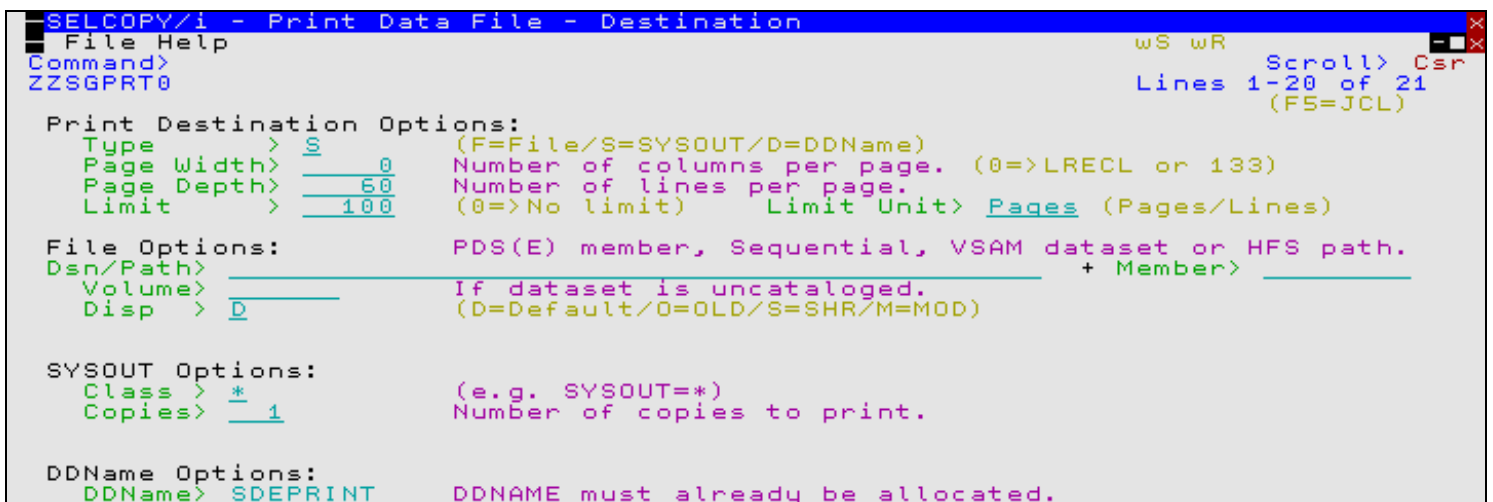 SELCOPY/i - Print Data File - Destination
File Help wS wR
Command> Scroll> Csr
ZZSGPRT0 Lines 1-20 of 21
(F5=JCL)
Print Destination Options:
Type > S (F=File/S=SYSOUT/D=DDName)
Page Width> 0 Number of columns per page. (0=>LRECL or 133)
Page Depth> 60 Number of lines per page.
Limit > 100 (0=>No limit) Limit Unit> Pages (Pages/Lines)
File Options: PDS(E) member, Sequential, VSAM dataset or HFS path.
Dsn/Path> + Member>
Volume> If dataset is uncataloged.
Disp > D (D=Default/O=OLD/S=SHR/M=MOD)
SYSOUT Options:
Class > * (e.g. SYSOUT=*)
Copies> 1 Number of copies to print.
DDName Options:
DDName> SDEPRINT DDNAME must already be allocated.